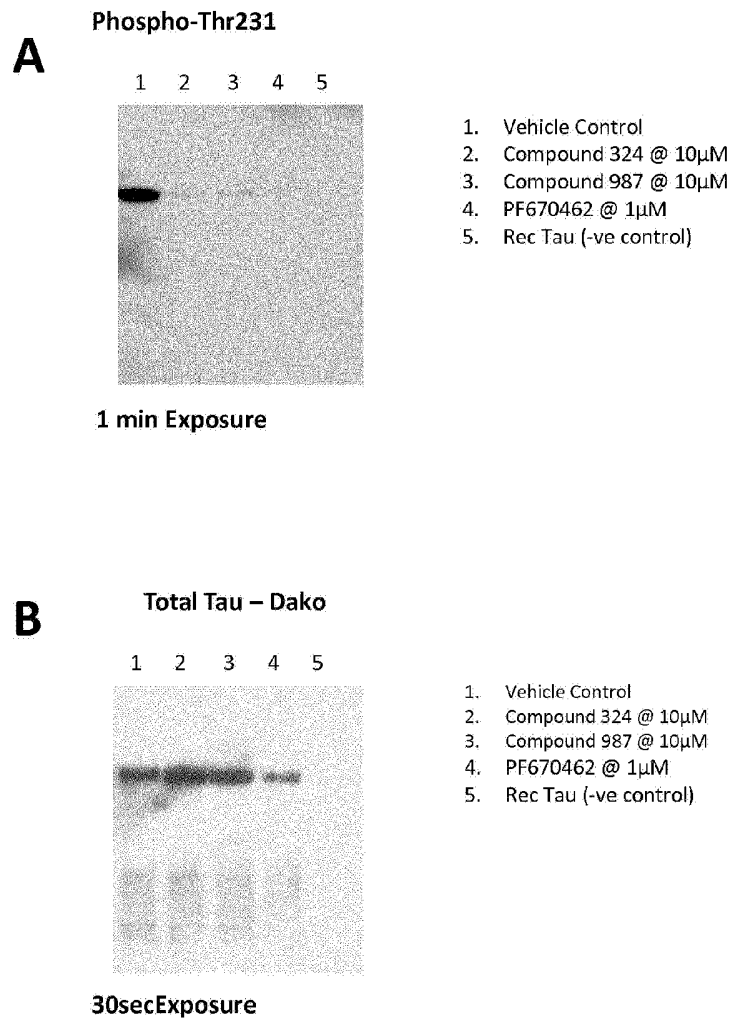 Phospho-Thr231
A
1 2 3 4 5
1. Vehicle Control
2. Compound 324 @ 10µM
3. Compound 987 @ 10µM
4. PF670462 @ 1µM
5. Rec Tau (-ve control)
1 min Exposure
Total Tau – Dako
B
1 2 3 4 5
1. Vehicle Control
2. Compound 324 @ 10µM
3. Compound 987 @ 10µM
4. PF670462 @ 1µM
5. Rec Tau (-ve control)
30secExposure